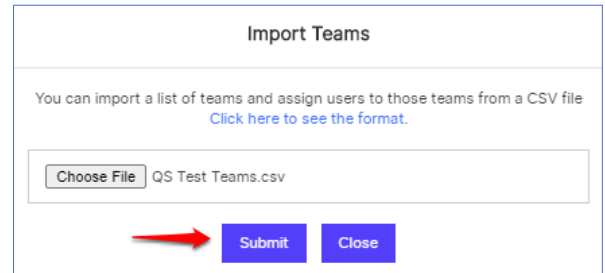 Import Teams
You can import a list of teams and assign users to those teams from a CSV file
Click here to see the format.
Choose File QS Test Teams.csv
Submit Close